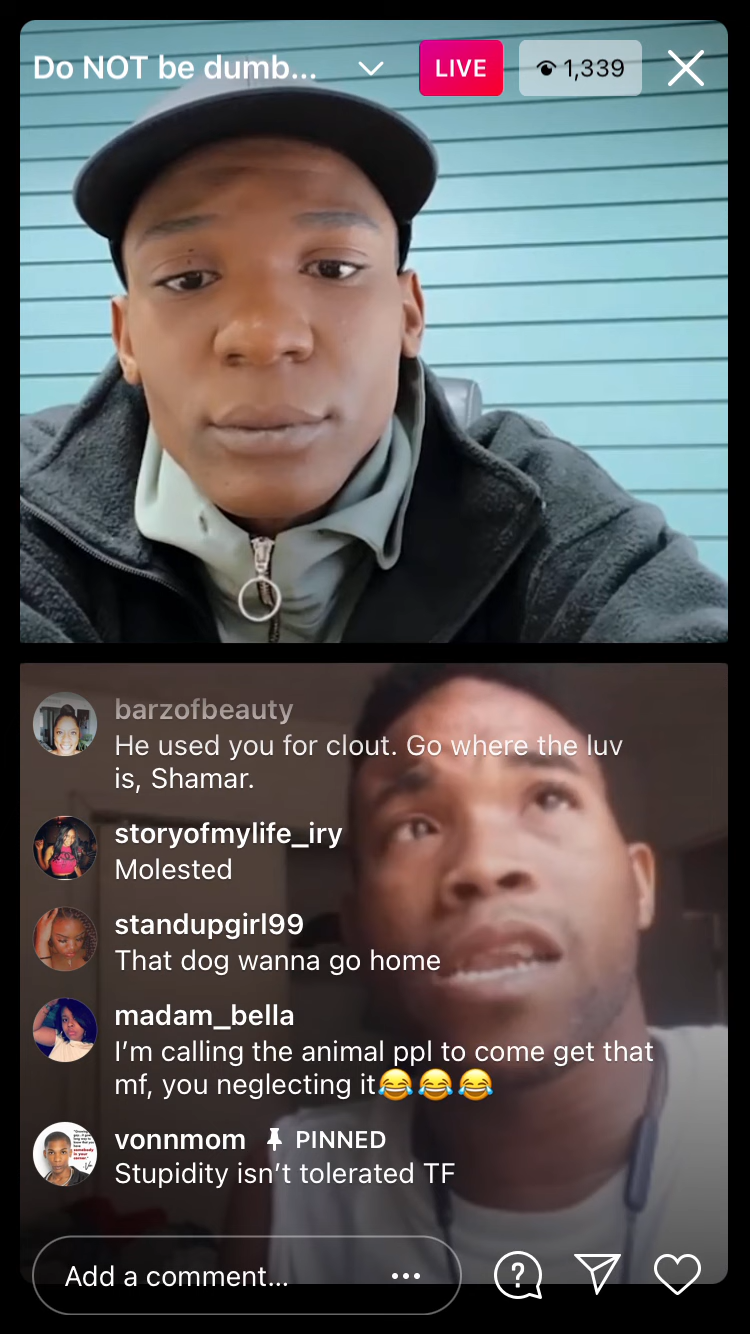 Do NOT be dumb...
LIVE
1,339
barzofbeauty
He used you for clout. Go where the luv
is, Shamar.
storyofmylife_iry
Molested
standupgirl99
That dog wanna go home
madam_bella
I’m calling the animal ppl to come get that
mf, you neglecting it😂😂😂
vonnmom PINNED
Stupidity isn’t tolerated TF
Add a comment...